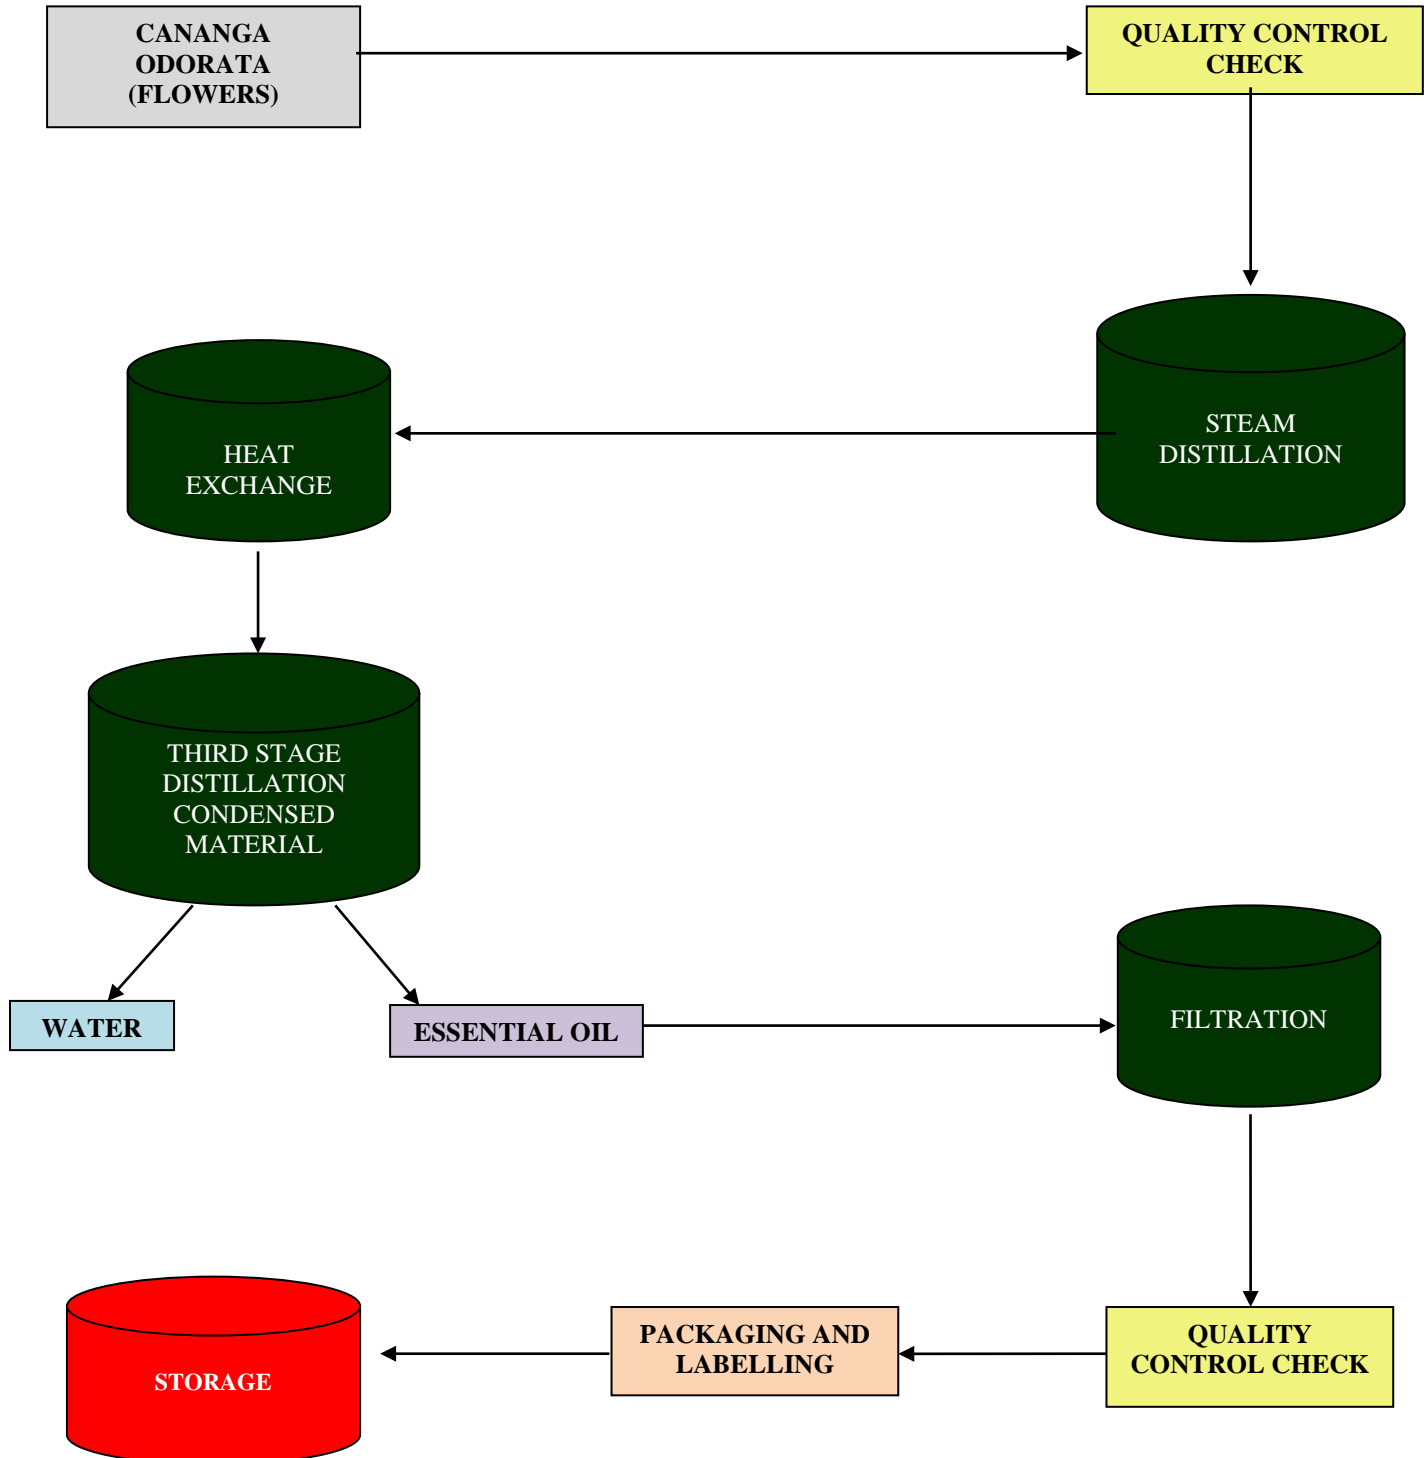 CANANGA
ODORATA
(FLOWERS)
QUALITY CONTROL
CHECK
STEAM
DISTILLATION
HEAT
EXCHANGE
THIRD STAGE
DISTILLATION
CONDENSED
MATERIAL
WATER
ESSENTIAL OIL
FILTRATION
STORAGE
PACKAGING AND
LABELLING
QUALITY
CONTROL CHECK